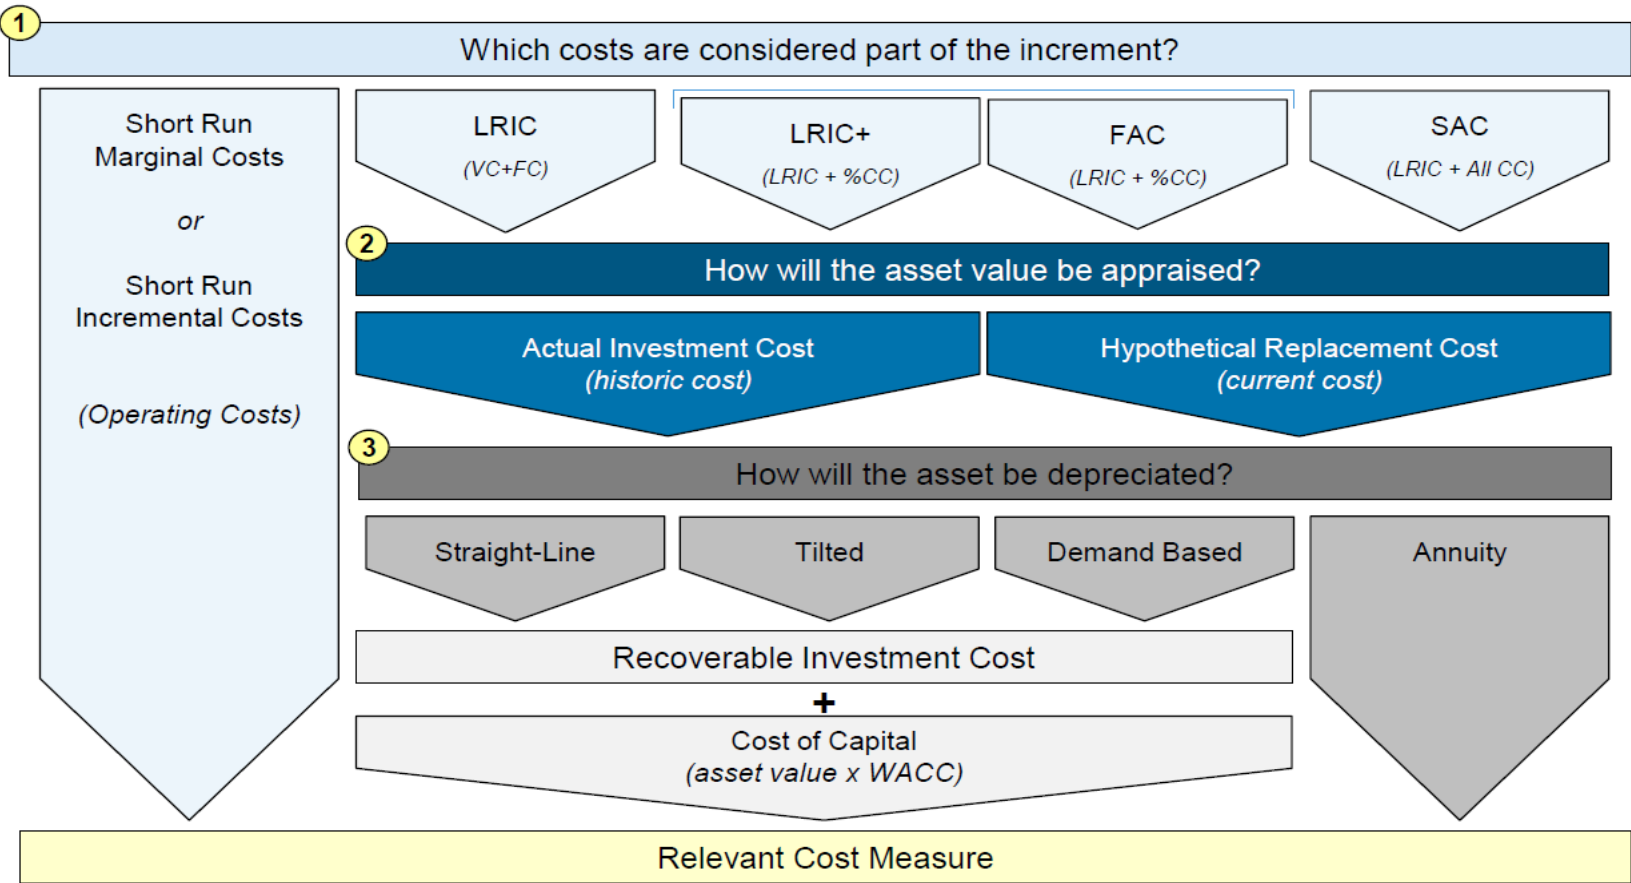 1
Which costs are considered part of the increment?
Short Run
Marginal Costs
or
Short Run
Incremental Costs
(Operating Costs)
LRIC
(VC+FC)
LRIC+
(LRIC + %CC)
FAC
(LRIC + %CC)
SAC
(LRIC + All CC)
2
How will the asset value be appraised?
Actual Investment Cost
(historic cost)
Hypothetical Replacement Cost
(current cost)
3
How will the asset be depreciated?
Straight-Line
Tilted
Demand Based
Annuity
Recoverable Investment Cost
+
Cost of Capital
(asset value x WACC)
Relevant Cost Measure